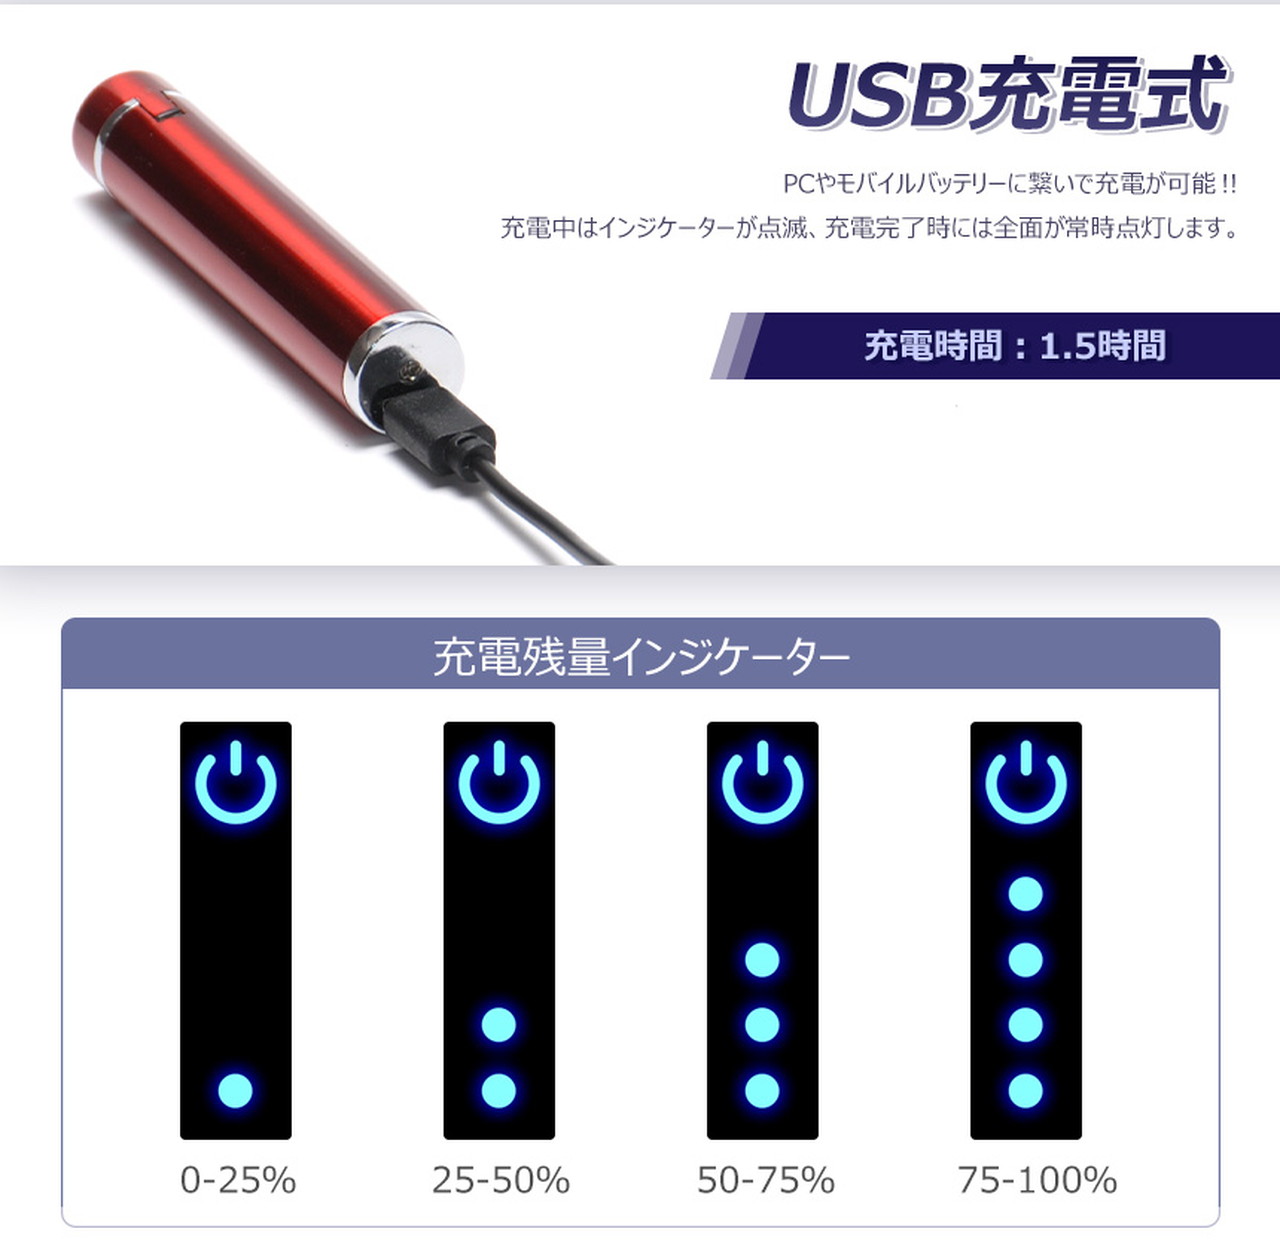 USB充電式
PCやモバイルバッテリーに繋いで充電が可能!!
充電中はインジケーターが点滅、充電完了時には全面が常時点灯します。
充電時間：1.5時間
充電残量インジケーター
0-25%
25-50%
50-75%
75-100%